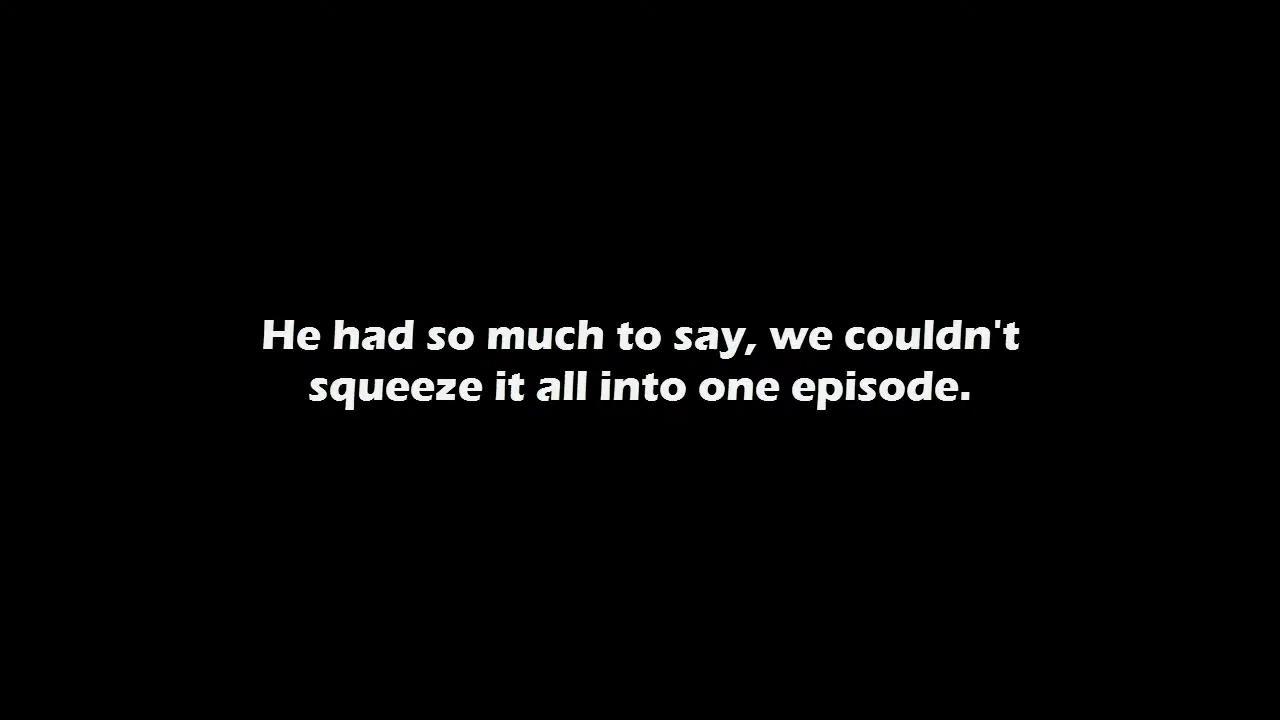 He had so much to say, we couldn't
squeeze it all into one episode.